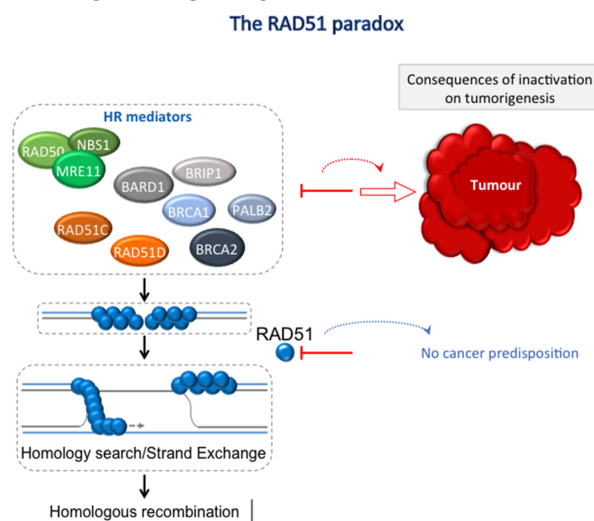 The RAD51 paradox
Consequences of inactivation
on tumorigenesis
HR mediators
RAD50
NBS1
MRE11
BARD1
BRIP1
BRCA1
PALB2
RAD51C
RAD51D
BRCA2
Tumour
RAD51
No cancer predisposition
Homology search/Strand Exchange
Homologous recombination